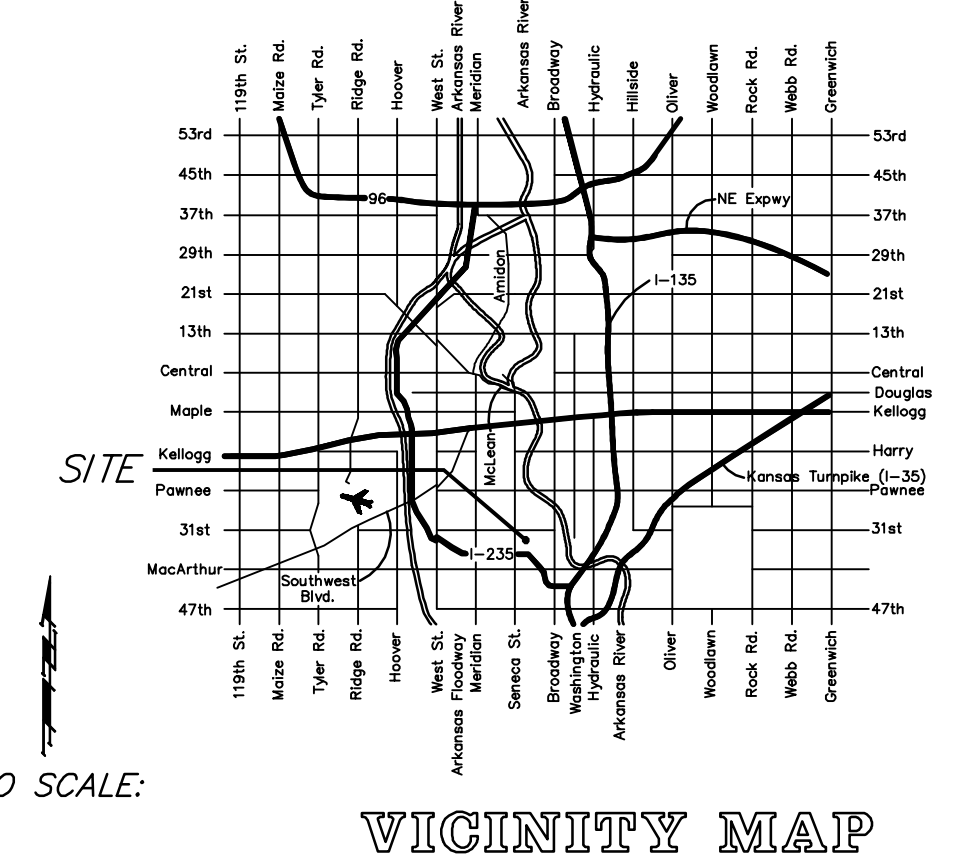 119th St.
Maize Rd.
Tyler Rd.
Ridge Rd.
Hoover
West St.
Arkansas River
Meridian
Arkansas River
Broadway
Hydraulic
Hillside
Oliver
Woodlawn
Rock Rd.
Webb Rd.
Greenwich
53rd
53rd
45th
45th
96
NE Expwy
37th
37th
29th
29th
Amidon
I-135
21st
21st
13th
13th
Central
Central
Douglas
Maple
Kellogg
McLean
Kellogg
Harry
SITE
Kansas Turnpike (I-35)
Pawnee
Pawnee
31st
31st
I-235
MacArthur
Southwest
Blvd.
47th
47th
119th St.
Maize Rd.
Tyler Rd.
Ridge Rd.
Hoover
West St.
Arkansas Floodway
Meridian
Seneca St.
Broadway
Washington
Hydraulic
Arkansas River
Oliver
Woodlawn
Rock Rd.
Webb Rd.
Greenwich
O SCALE:
VICINITY MAP